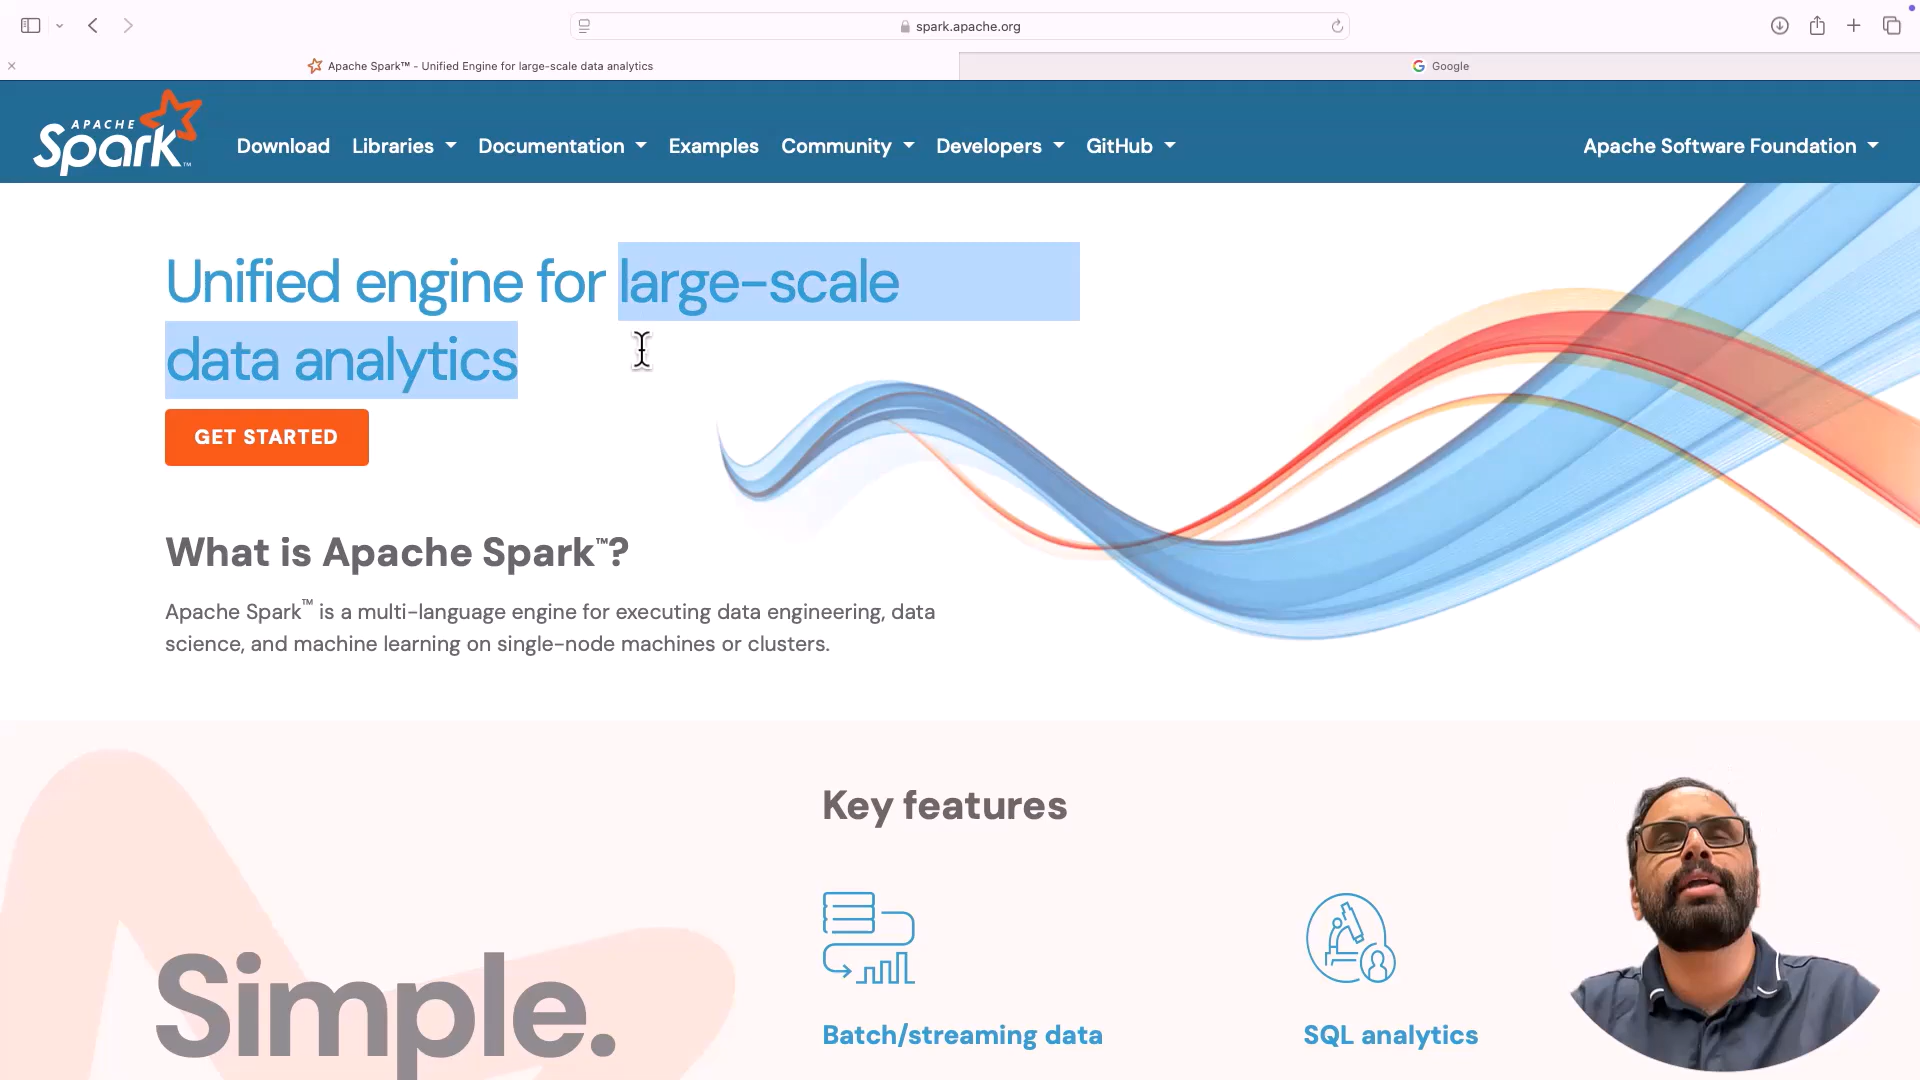 spark.apache.org
Apache Spark™ - Unified Engine for large-scale data analytics
Google
APACHE
Spark™
Download Libraries Documentation Examples Community Developers GitHub Apache Software Foundation
Unified engine for large-scale
data analytics
GET STARTED
What is Apache Spark™?
Apache Spark™ is a multi-language engine for executing data engineering, data
science, and machine learning on single-node machines or clusters.
Key features
Simple.
Batch/streaming data
SQL analytics